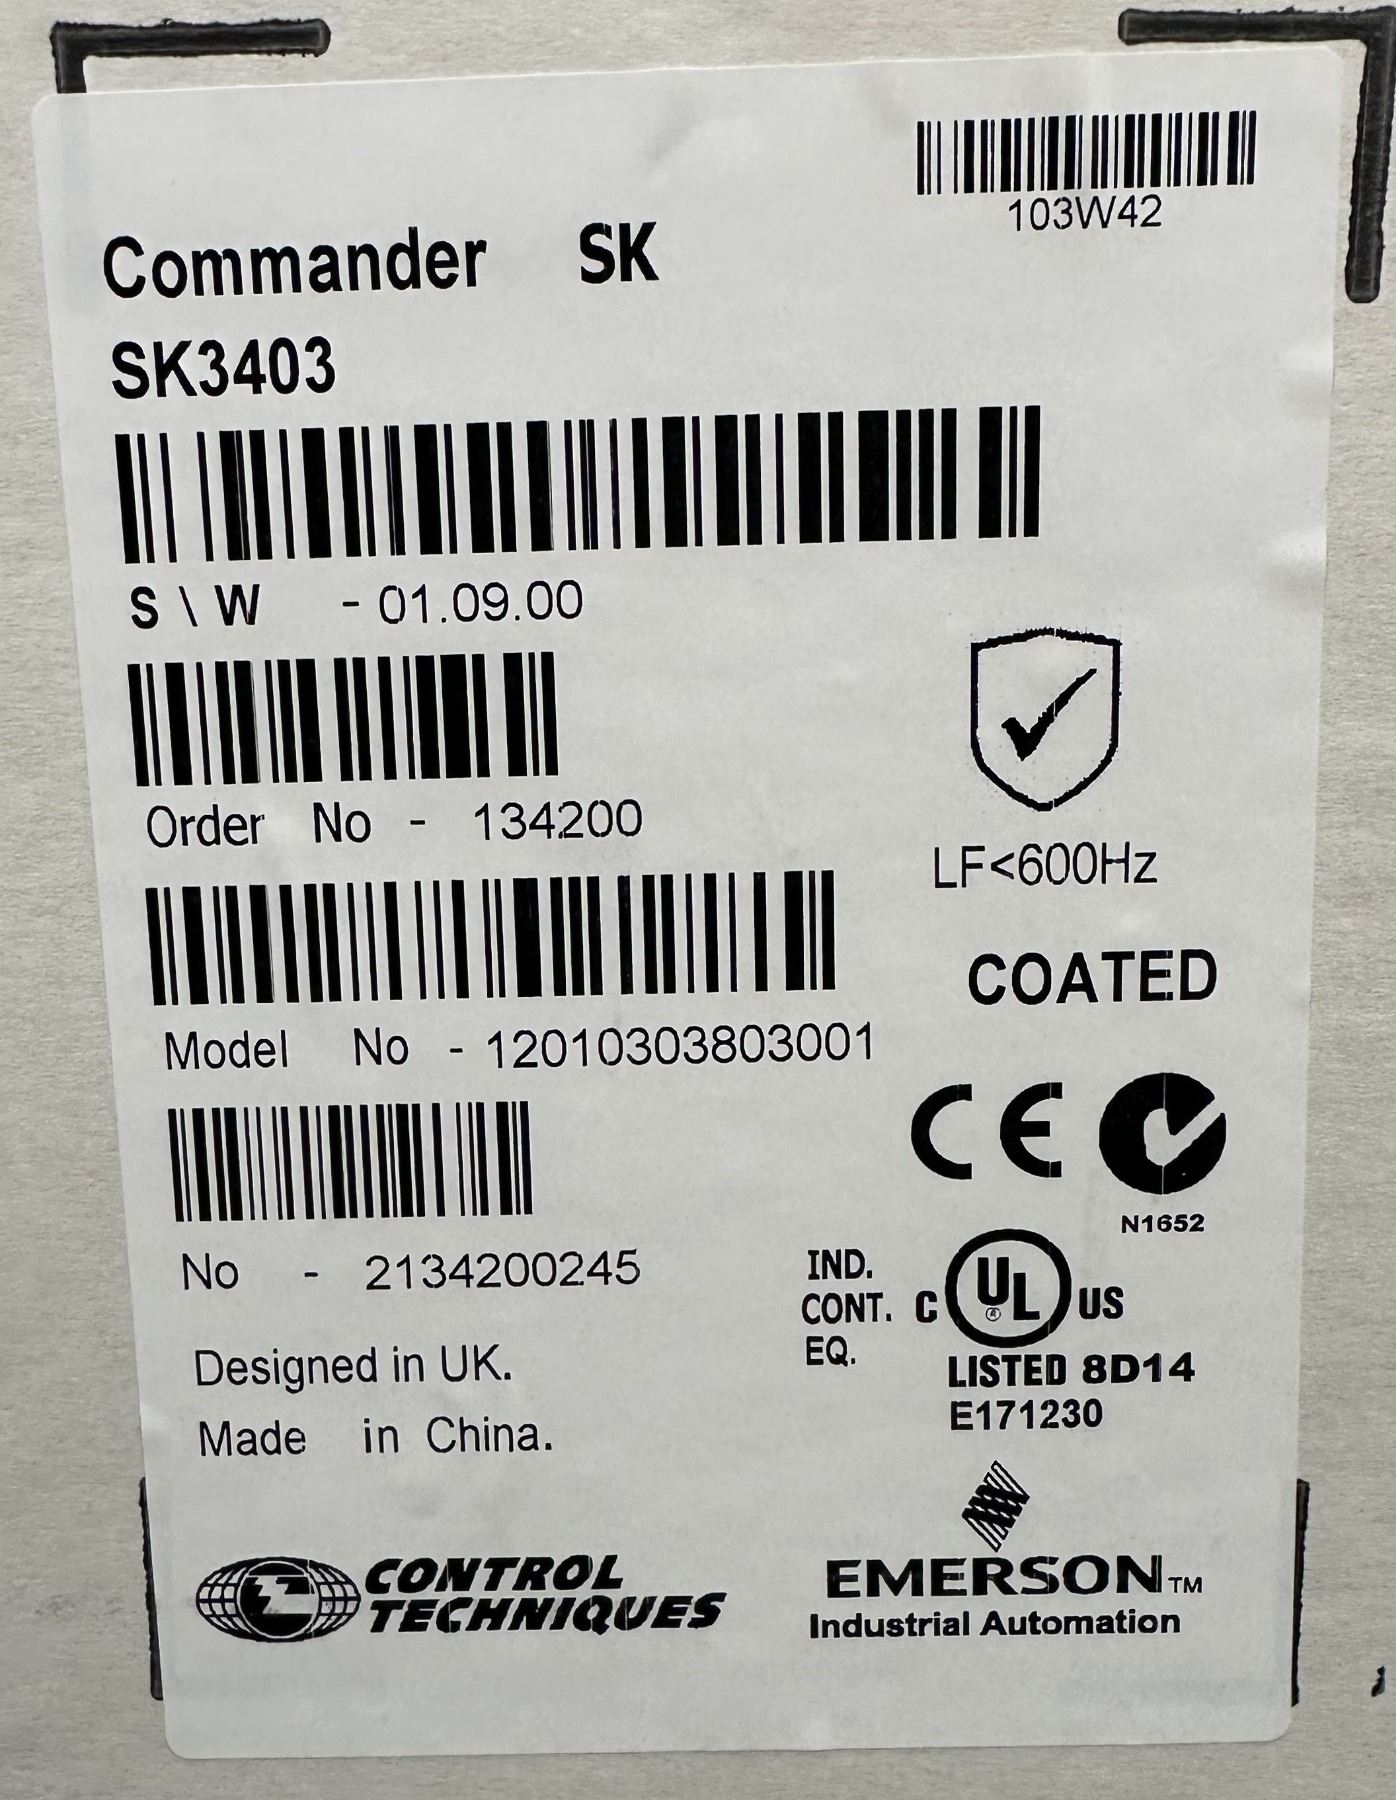 103W42
Commander SK
SK3403
S \ W - 01.09.00
Order No - 134200
LF<600Hz
COATED
Model No - 12010303803001
CE
N1652
No - 2134200245
IND.
CONT.
EQ.
C UL US
LISTED 8D14
E171230
Designed in UK.
Made in China.
CONTROL
TECHNIQUES
EMERSON™
Industrial Automation